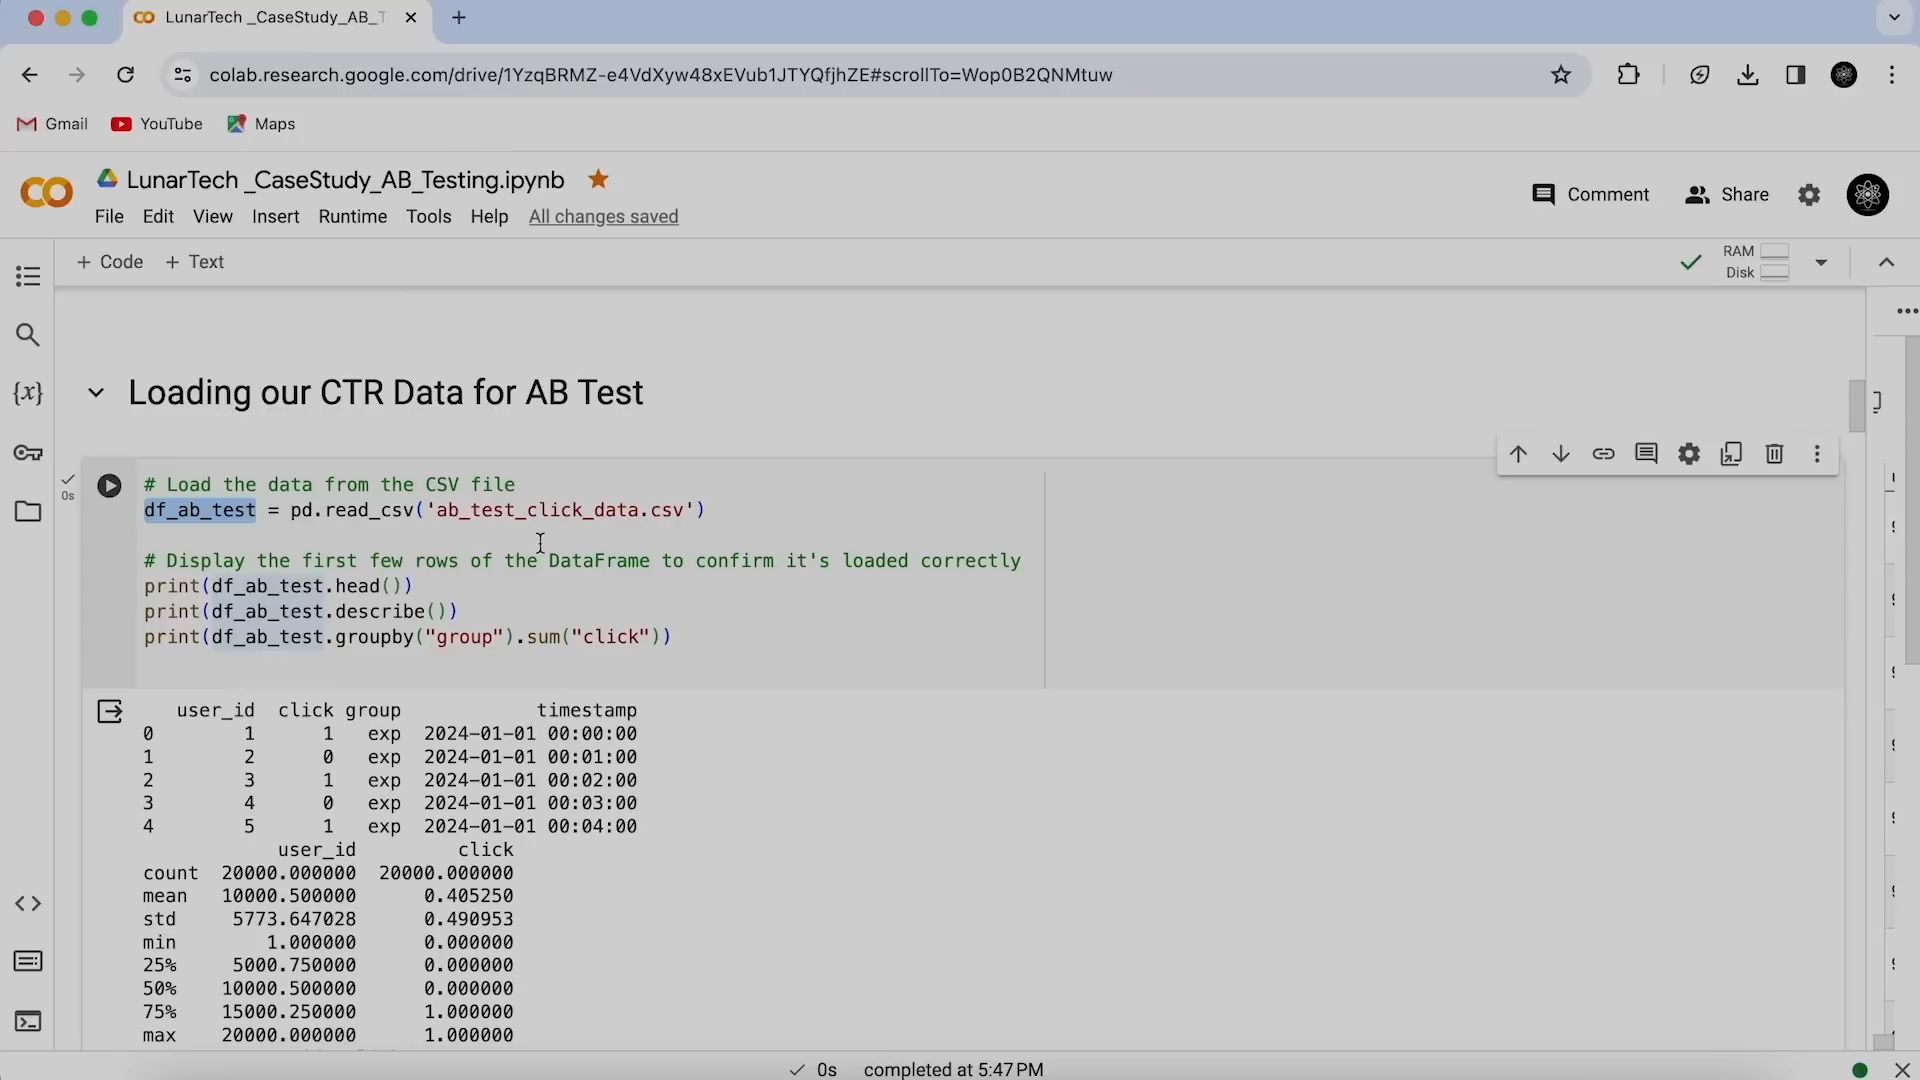 LunarTech _CaseStudy_AB_T
colab.research.google.com/drive/1YzqBRMZ-e4VdXyw48xEVub1JTYQfjhZE#scrollTo=Wop0B2QNMtuw
Gmail YouTube Maps
LunarTech _CaseStudy_AB_Testing.ipynb
Comment Share
File Edit View Insert Runtime Tools Help All changes saved
+ Code + Text
RAM
Disk
Loading our CTR Data for AB Test
# Load the data from the CSV file
0s
df_ab_test = pd.read_csv('ab_test_click_data.csv')
# Display the first few rows of the DataFrame to confirm it's loaded correctly
print(df_ab_test.head())
print(df_ab_test.describe())
print(df_ab_test.groupby("group").sum("click"))
user_id click group timestamp
0 1 1 exp 2024-01-01 00:00:00
1 2 0 exp 2024-01-01 00:01:00
2 3 1 exp 2024-01-01 00:02:00
3 4 0 exp 2024-01-01 00:03:00
4 5 1 exp 2024-01-01 00:04:00
user_id click
count 20000.000000 20000.000000
mean 10000.500000 0.405250
std 5773.647028 0.490953
min 1.000000 0.000000
25% 5000.750000 0.000000
50% 10000.500000 0.000000
75% 15000.250000 1.000000
max 20000.000000 1.000000
0s completed at 5:47 PM